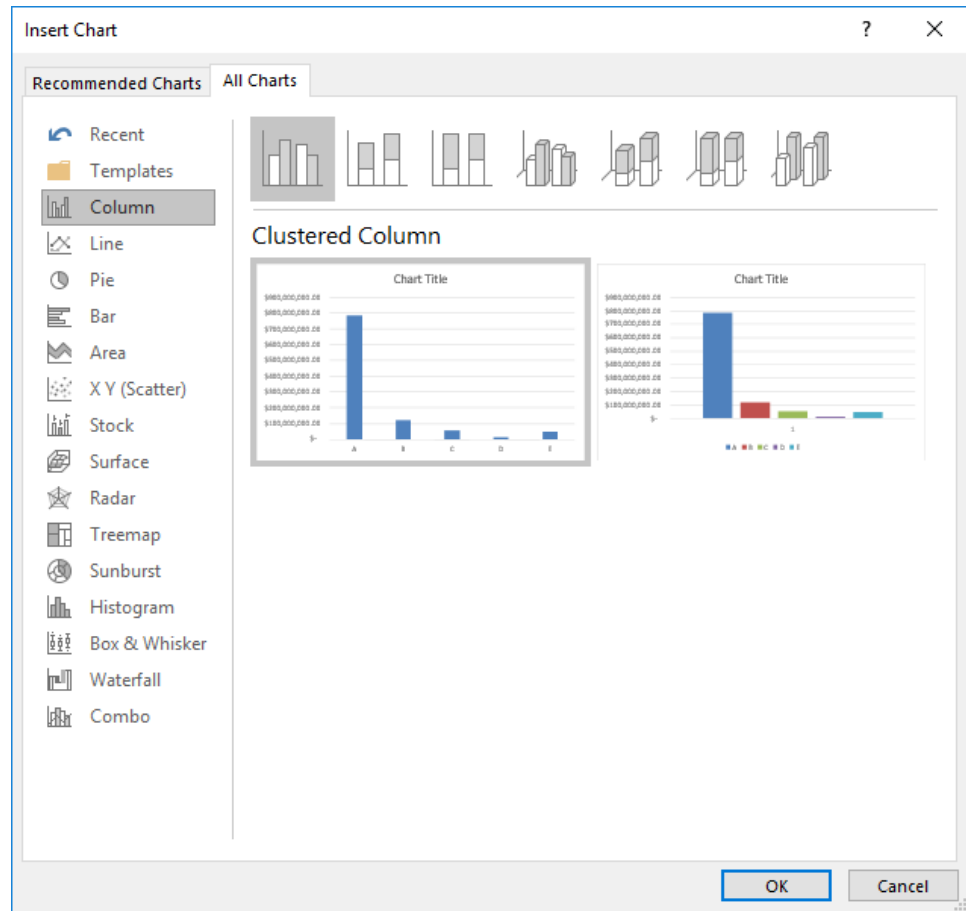 Insert Chart
?
Recommended Charts
All Charts
Recent
Templates
Column
Line
Pie
Bar
Area
X Y (Scatter)
Stock
Surface
Radar
Treemap
Sunburst
Histogram
Box & Whisker
Waterfall
Combo
Clustered Column
Chart Title
$-
A B C D E
Chart Title
$-
1
A B C D E
OK
Cancel